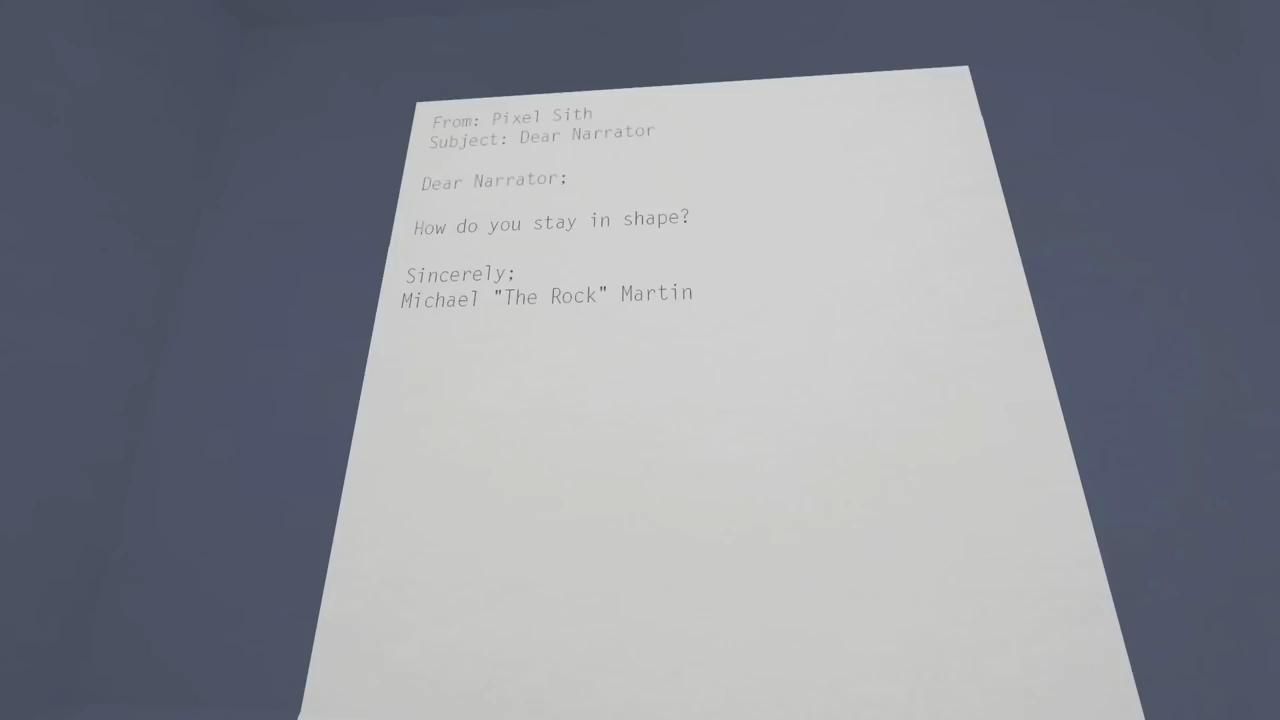 From: Pixel Sith
Subject: Dear Narrator
Dear Narrator;
How do you stay in shape?
Sincerely;
Michael "The Rock" Martin